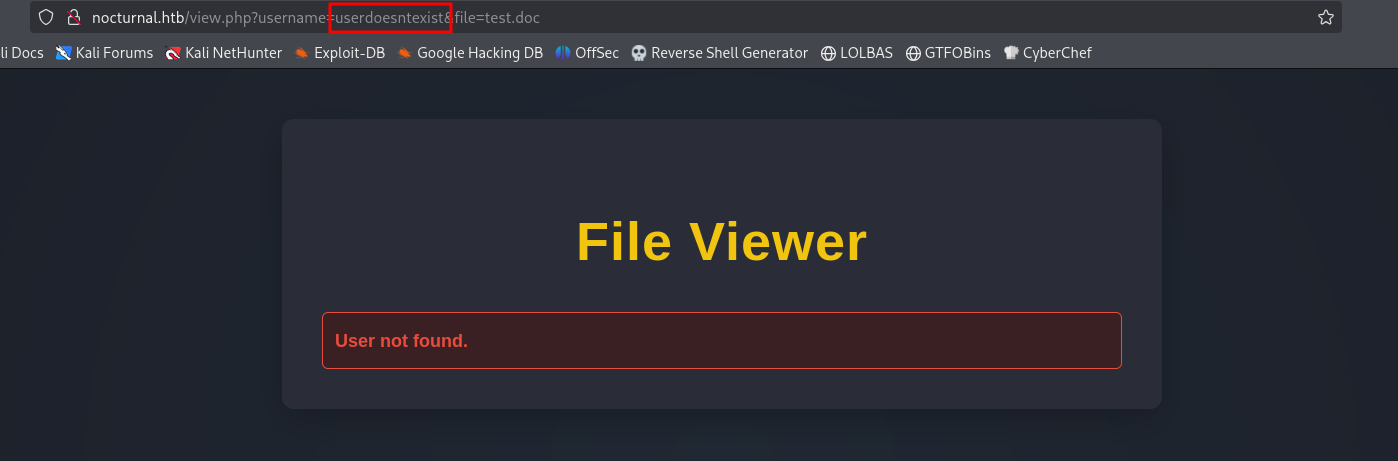 nocturnal.htb/view.php?username=userdoesntexist&file=test.doc
li Docs Kali Forums Kali NetHunter Exploit-DB Google Hacking DB OffSec Reverse Shell Generator LOLBAS GTFOBins CyberChef
File Viewer
User not found.